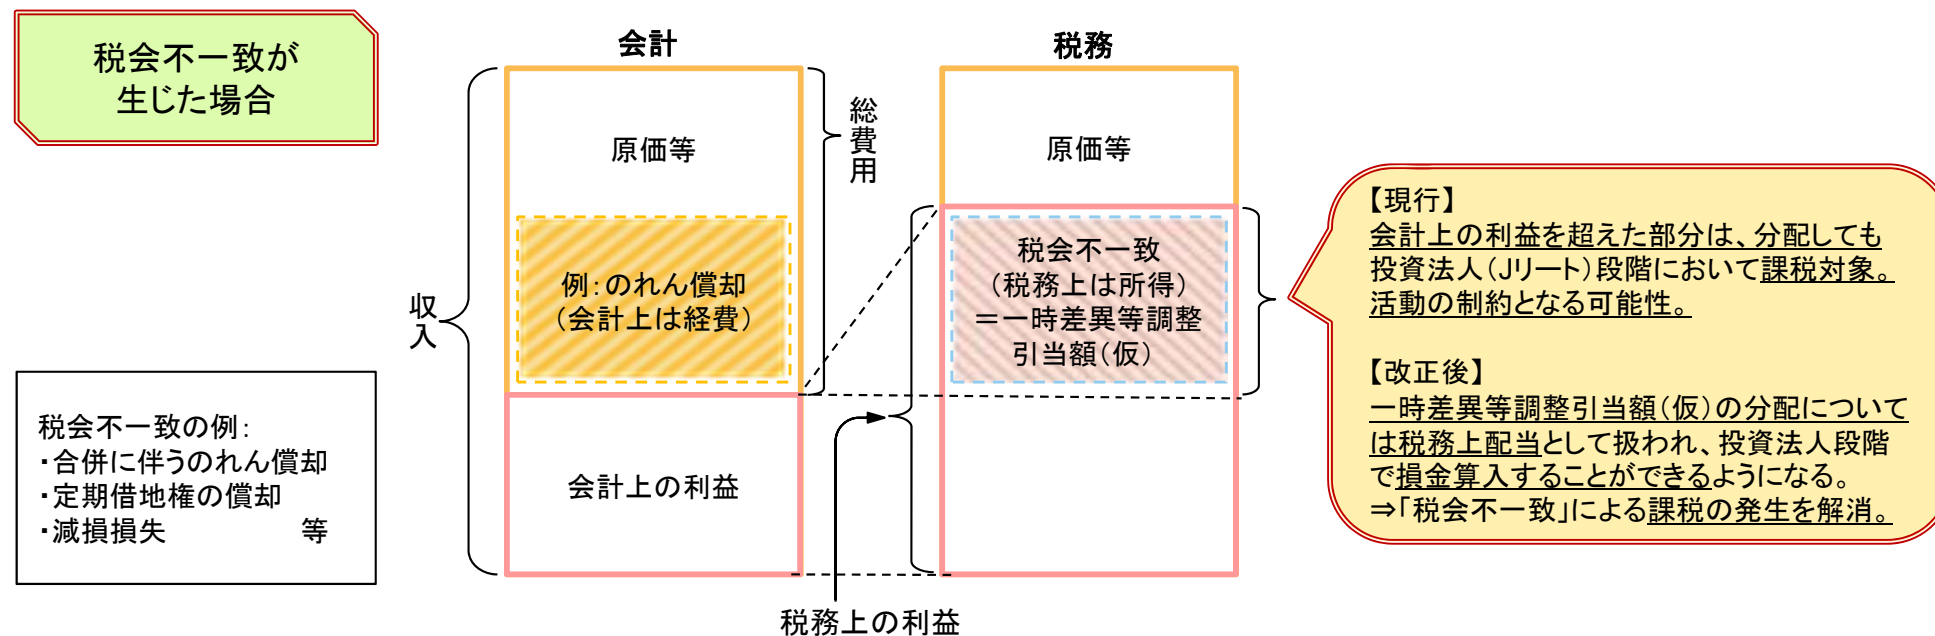 税会不一致が
生じた場合
会計
税務
収入
原価等
例：のれん償却
（会計上は経費）
会計上の利益
総費用
原価等
税会不一致
（税務上は所得）
＝一時差異等調整
引当額（仮）
税務上の利益
税会不一致の例：
・合併に伴うのれん償却
・定期借地権の償却
・減損損失　　　　　等
【現行】
会計上の利益を超えた部分は、分配しても
投資法人（Jリート）段階において課税対象。
活動の制約となる可能性。
【改正後】
一時差異等調整引当額（仮）の分配について
は税務上配当として扱われ、投資法人段階
で損金算入することができるようになる。
⇒「税会不一致」による課税の発生を解消。